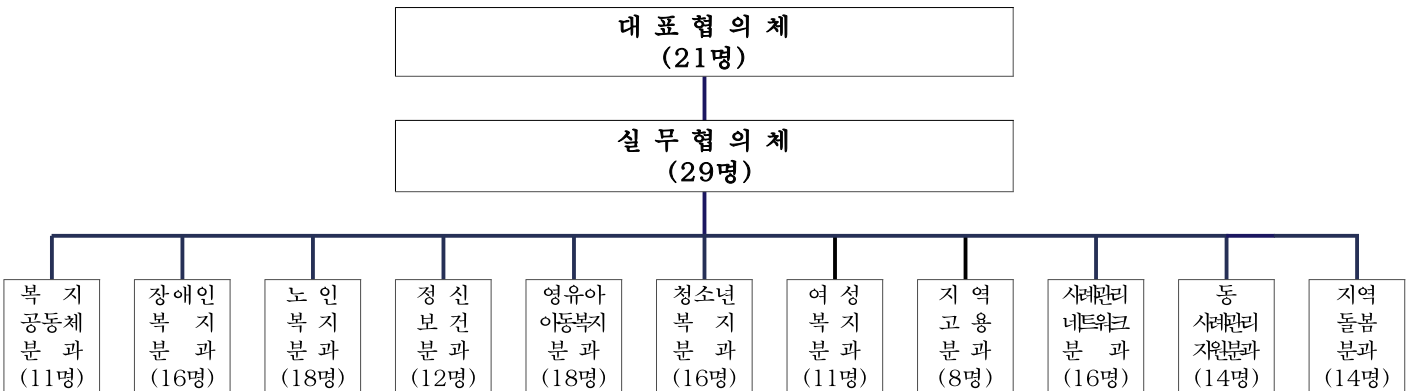 대 표 협 의 체
(21명)
실 무 협 의 체
(29명)
복 지
공동체
분 과
(11명)
장애인
복 지
분 과
(16명)
노 인
복 지
분 과
(18명)
정 신
보 건
분 과
(12명)
영유아
아동복지
분 과
(18명)
청소년
복 지
분 과
(16명)
여 성
복 지
분 과
(11명)
지 역
고 용
분 과
(8명)
사례관리
네트워크
분 과
(16명)
동
사례관리
지원분과
(14명)
지역
돌봄
분과
(14명)